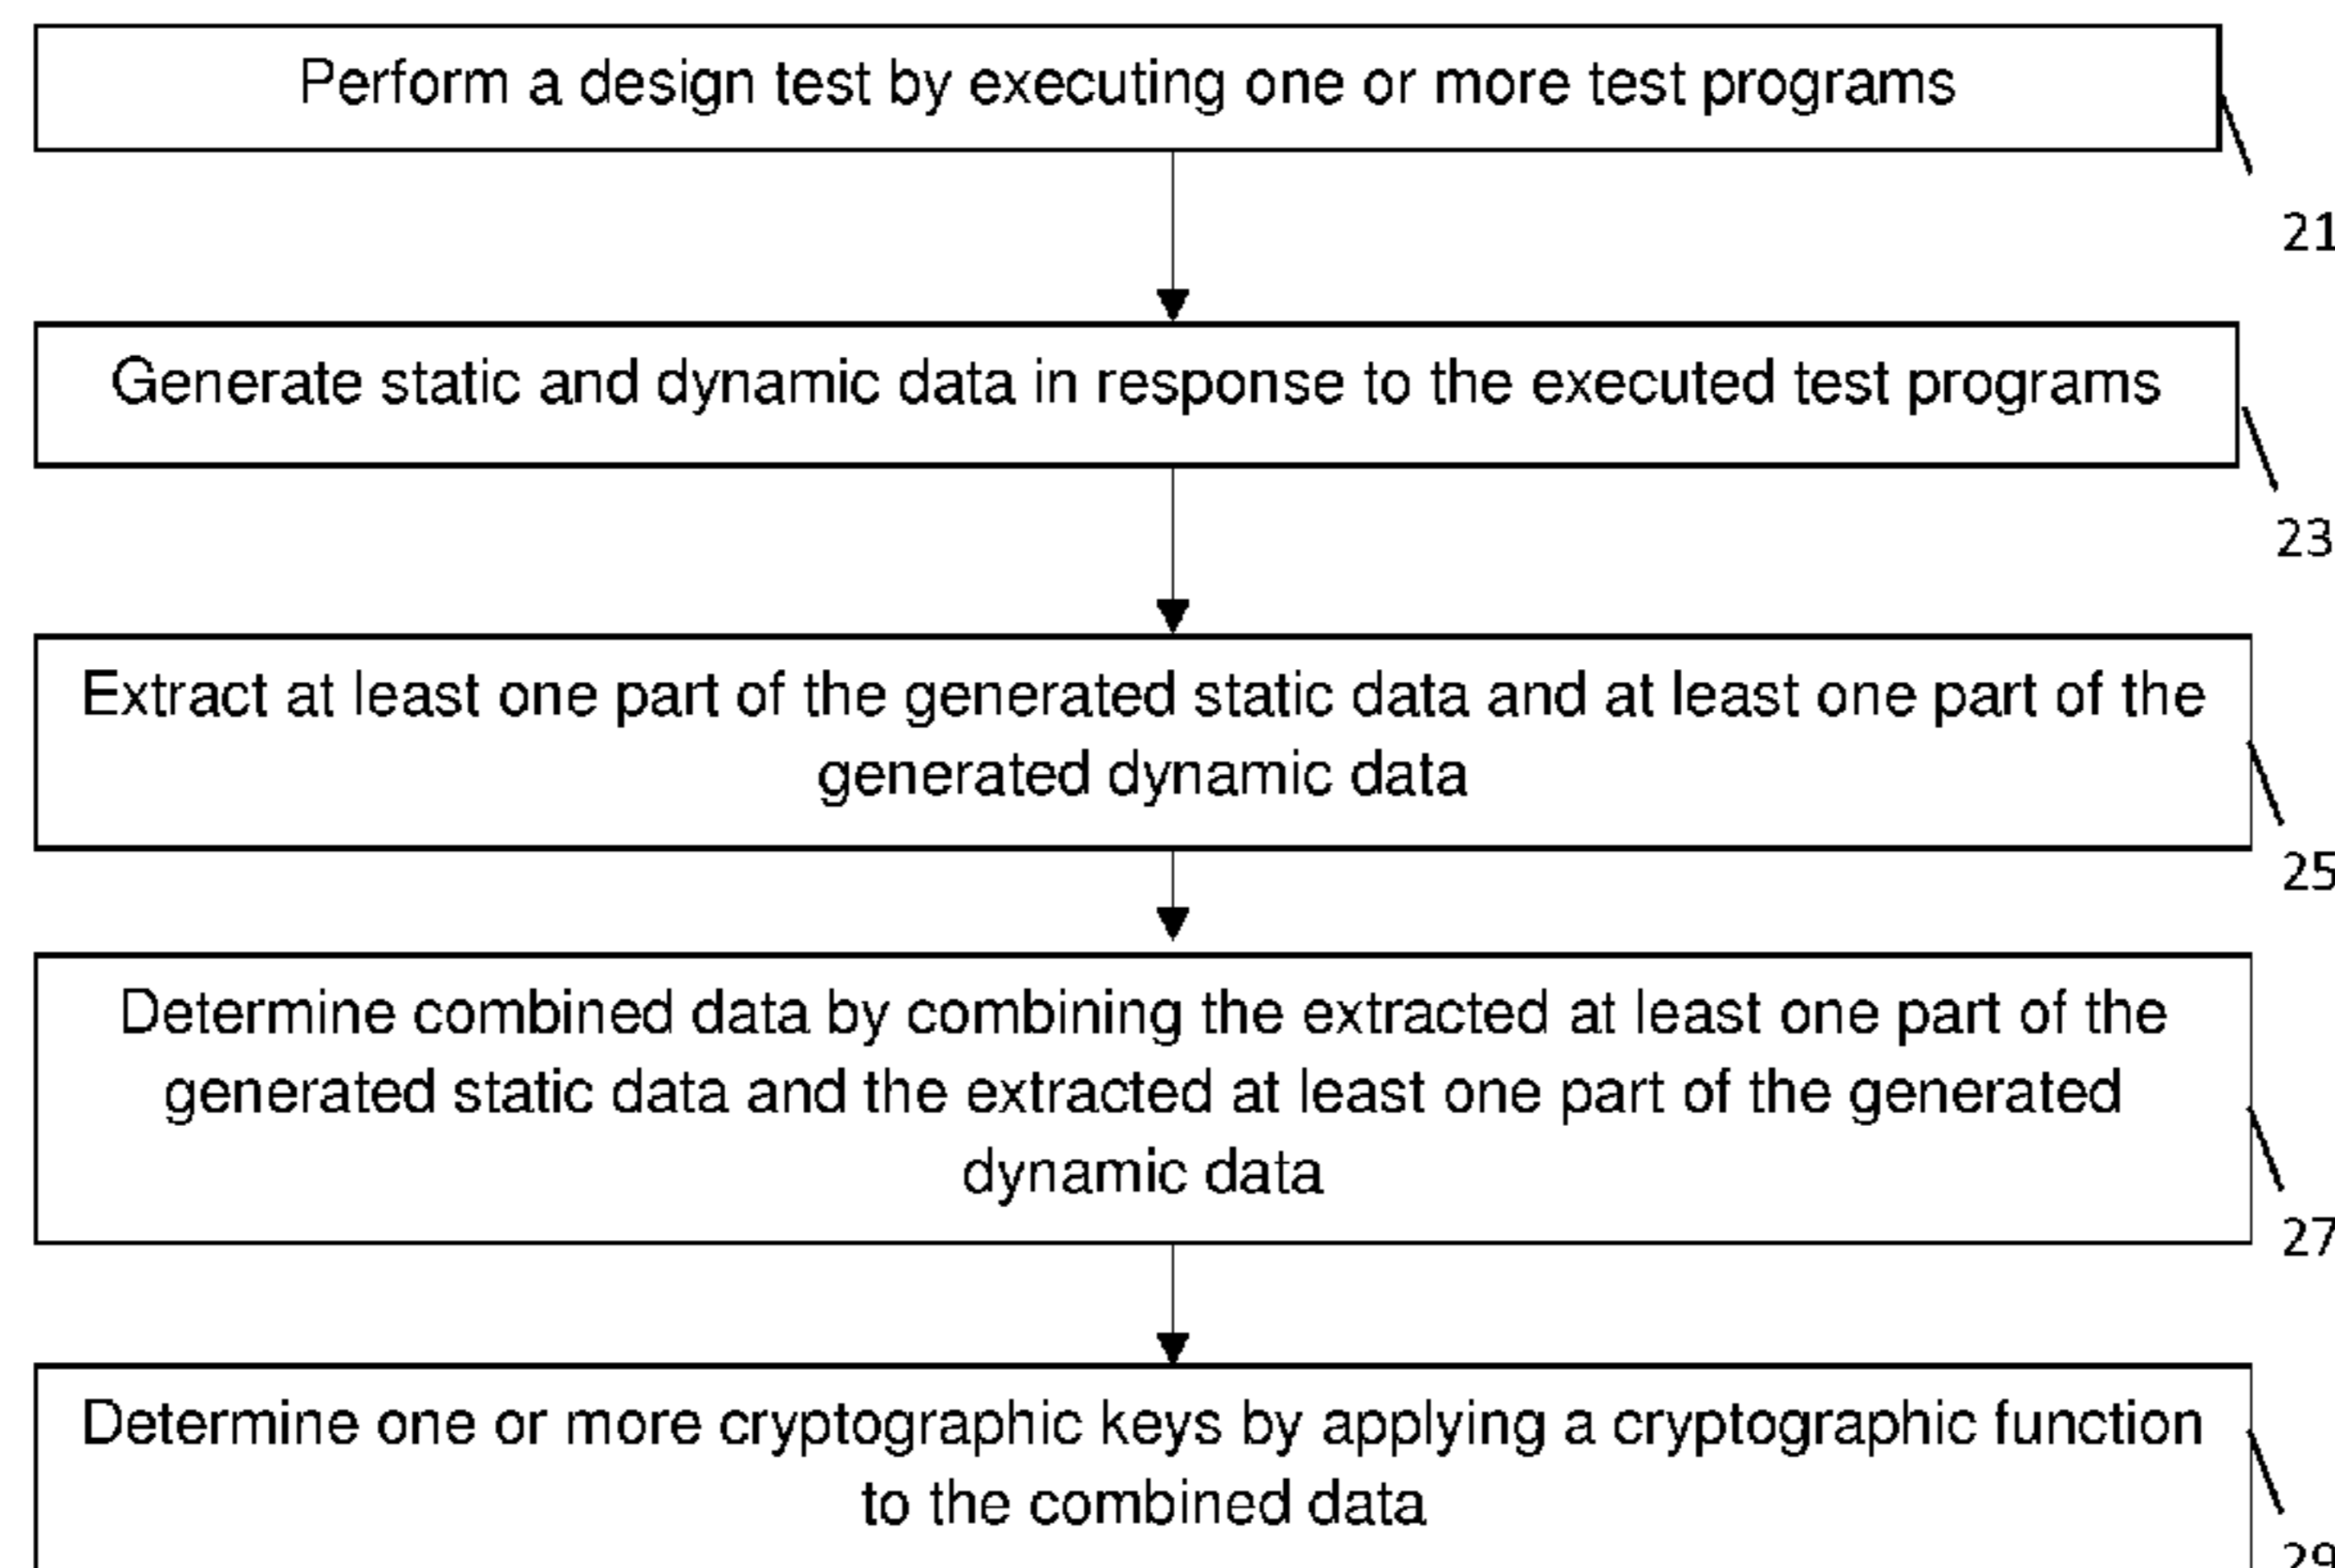 Perform a design test by executing one or more test programs
21
Generate static and dynamic data in response to the executed test programs
23
Extract at least one part of the generated static data and at least one part of the
generated dynamic data
25
Determine combined data by combining the extracted at least one part of the
generated static data and the extracted at least one part of the generated
dynamic data
27
Determine one or more cryptographic keys by applying a cryptographic function
to the combined data
29